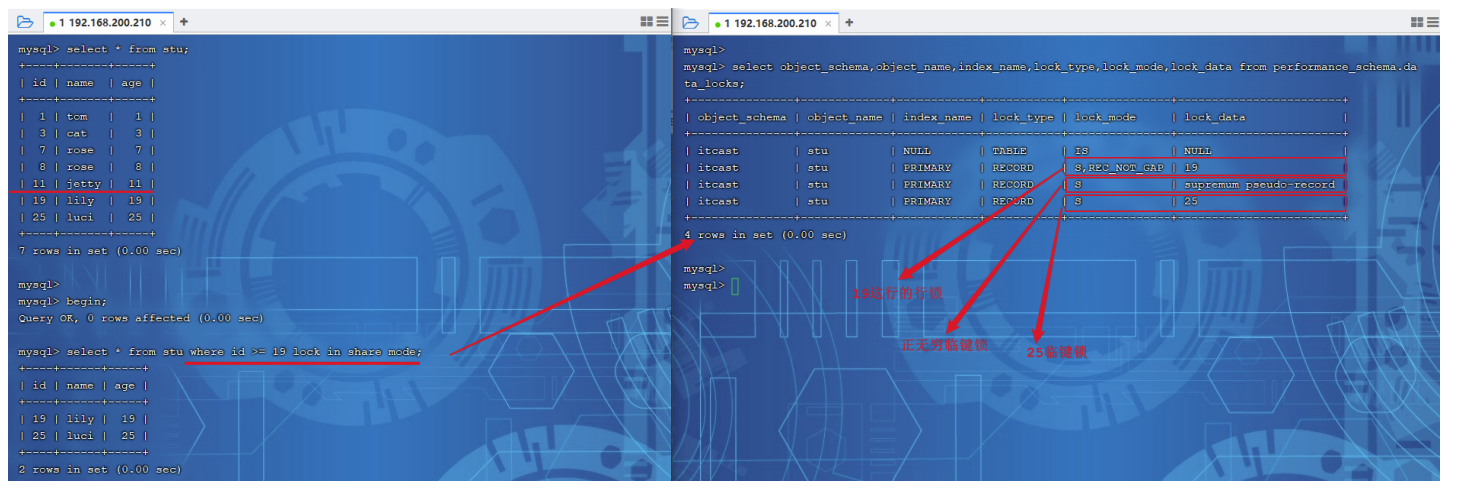 1 192.168.200.210 × +
mysql> select * from stu;
+----+-------+-----+
| id | name  | age |
+----+-------+-----+
|  1 | tom   |   1 |
|  3 | cat   |   3 |
|  7 | rose  |   7 |
|  8 | rose  |   8 |
| 11 | jetty |  11 |
| 19 | lily  |  19 |
| 25 | luci  |  25 |
+----+-------+-----+
7 rows in set (0.00 sec)
mysql>
mysql> begin;
Query OK, 0 rows affected (0.00 sec)
mysql> select * from stu where id >= 19 lock in share mode;
+----+------+-----+
| id | name | age |
+----+------+-----+
| 19 | lily |  19 |
| 25 | luci |  25 |
+----+------+-----+
2 rows in set (0.00 sec)
1 192.168.200.210 × +
mysql>
mysql> select object_schema,object_name,index_name,lock_type,lock_mode,lock_data from performance_schema.da
ta_locks;
+---------------+-------------+------------+-----------+---------------+------------------------+
| object_schema | object_name | index_name | lock_type | lock_mode     | lock_data              |
+---------------+-------------+------------+-----------+---------------+------------------------+
| itcast        | stu         | NULL       | TABLE     | IS            | NULL                   |
| itcast        | stu         | PRIMARY    | RECORD    | S,REC_NOT_GAP | 19                     |
| itcast        | stu         | PRIMARY    | RECORD    | S             | supremum pseudo-record |
| itcast        | stu         | PRIMARY    | RECORD    | S             | 25                     |
+---------------+-------------+------------+-----------+---------------+------------------------+
4 rows in set (0.00 sec)
mysql>
mysql>
19这行的行锁
正无穷临键锁
25临键锁